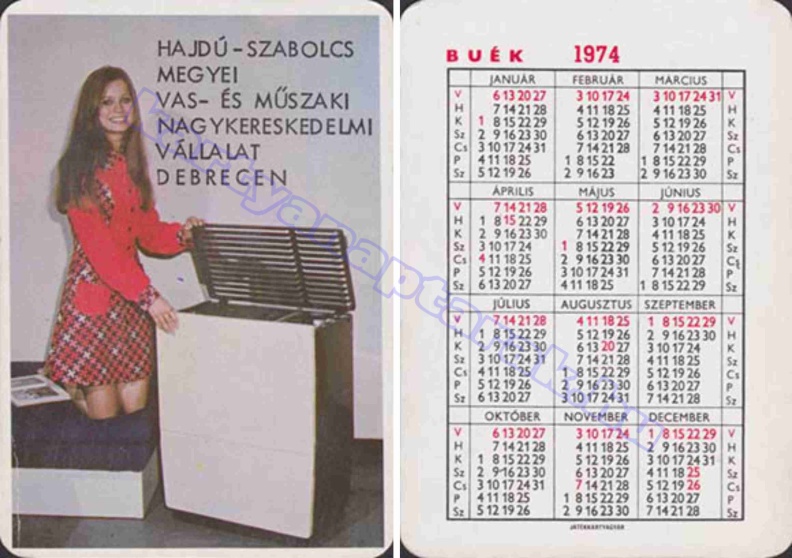 HAJDÚ-SZABOLCS
MEGYEI
VAS- ÉS MŰSZAKI
NAGYKERESKEDELMI
VÁLLALAT
DEBRECEN
kartyanaptarak.hu
BUÉK 1974
JANUÁR FEBRUÁR MÁRCIUS
V 6 13 20 27 3 10 17 24 3 10 17 24 31 V
H 7 14 21 28 4 11 18 25 4 11 18 25 H
K 1 8 15 22 29 5 12 19 26 5 12 19 26 K
Sz 2 9 16 23 30 6 13 20 27 6 13 20 27 Sz
Cs 3 10 17 24 31 7 14 21 28 7 14 21 28 Cs
P 4 11 18 25 1 8 15 22 1 8 15 22 29 P
Sz 5 12 19 26 2 9 16 23 2 9 16 23 30 Sz
ÁPRILIS MÁJUS JÚNIUS
V 7 14 21 28 5 12 19 26 2 9 16 23 30 V
H 1 8 15 22 29 6 13 20 27 3 10 17 24 H
K 2 9 16 23 30 7 14 21 28 4 11 18 25 K
Sz 3 10 17 24 1 8 15 22 29 5 12 19 26 Sz
Cs 4 11 18 25 2 9 16 23 30 6 13 20 27 Cs
P 5 12 19 26 3 10 17 24 31 7 14 21 28 P
Sz 6 13 20 27 4 11 18 25 1 8 15 22 29 Sz
JÚLIUS AUGUSZTUS SZEPTEMBER
V 7 14 21 28 4 11 18 25 1 8 15 22 29 V
H 1 8 15 22 29 5 12 19 26 2 9 16 23 30 H
K 2 9 16 23 30 6 13 20 27 3 10 17 24 K
Sz 3 10 17 24 31 7 14 21 28 4 11 18 25 Sz
Cs 4 11 18 25 1 8 15 22 29 5 12 19 26 Cs
P 5 12 19 26 2 9 16 23 30 6 13 20 27 P
Sz 6 13 20 27 3 10 17 24 31 7 14 21 28 Sz
OKTÓBER NOVEMBER DECEMBER
V 6 13 20 27 3 10 17 24 1 8 15 22 29 V
H 7 14 21 28 4 11 18 25 2 9 16 23 30 H
K 1 8 15 22 29 5 12 19 26 3 10 17 24 31 K
Sz 2 9 16 23 30 6 13 20 27 4 11 18 25 Sz
Cs 3 10 17 24 31 7 14 21 28 5 12 19 26 Cs
P 4 11 18 25 1 8 15 22 29 6 13 20 27 P
Sz 5 12 19 26 2 9 16 23 30 7 14 21 28 Sz
JÁTÉKKÁRTYAGYÁR